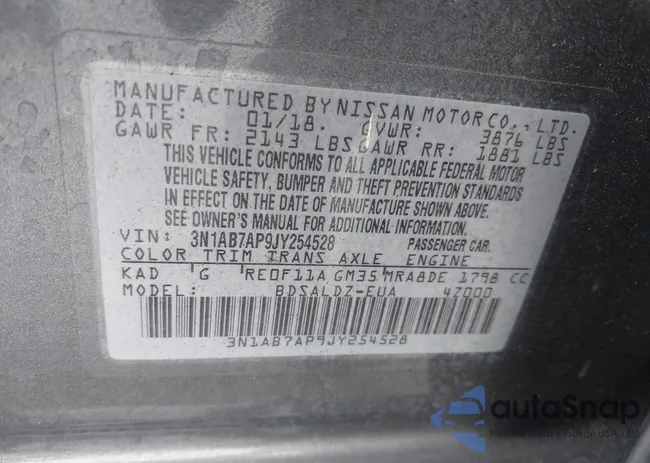 MANUFACTURED BY NISSAN MOTOR CO., LTD.
DATE: 01/18. GVWR: 3876 LBS
GAWR FR: 2143 LBS GAWR RR: 1881 LBS
THIS VEHICLE CONFORMS TO ALL APPLICABLE FEDERAL MOTOR
VEHICLE SAFETY, BUMPER AND THEFT PREVENTION STANDARDS
IN EFFECT ON THE DATE OF MANUFACTURE SHOWN ABOVE.
SEE OWNER'S MANUAL FOR ADDITIONAL INFORMATION.
VIN: 3N1AB7AP9JY254528 PASSENGER CAR.
COLOR TRIM TRANS AXLE ENGINE
KAD G RE0F11A GM35 MRA8DE 1798 CC
MODEL: BDSALDZ-EUA 4Z000
3N1AB7AP9JY254528
autoSnap